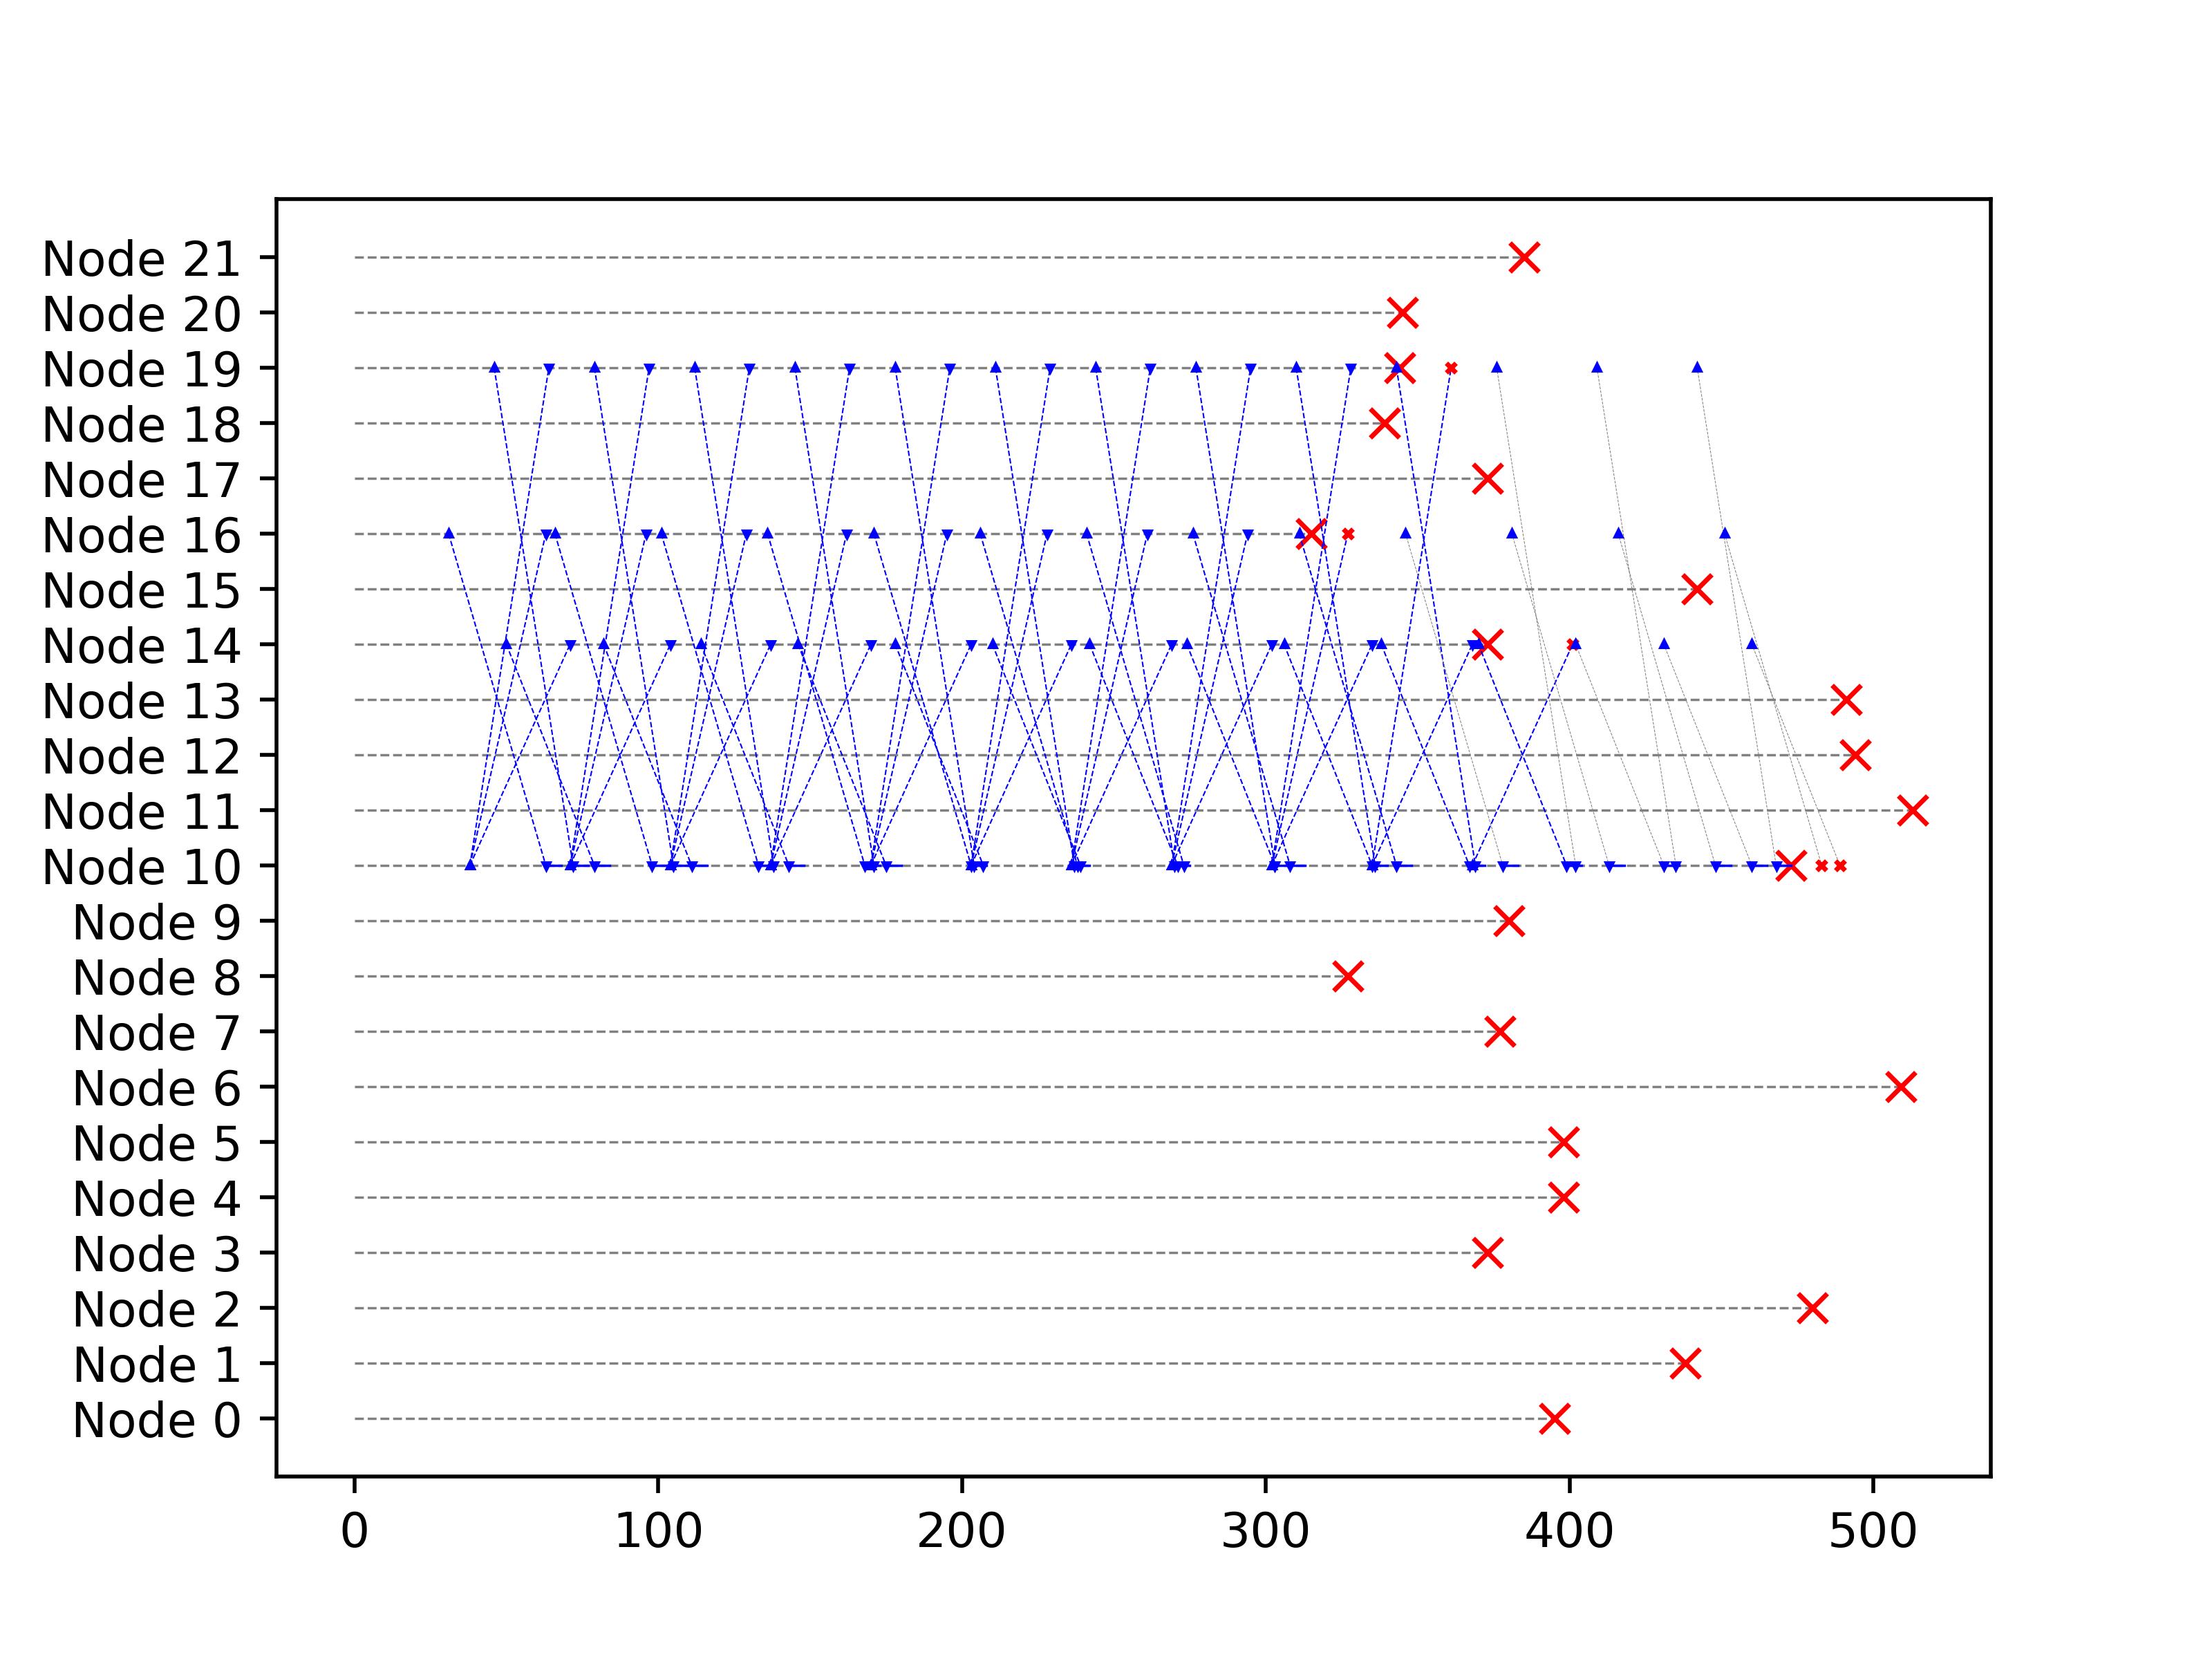 Node 21
Node 20
Node 19
Node 18
Node 17
Node 16
Node 15
Node 14
Node 13
Node 12
Node 11
Node 10
Node 9
Node 8
Node 7
Node 6
Node 5
Node 4
Node 3
Node 2
Node 1
Node 0
0 100 200 300 400 500